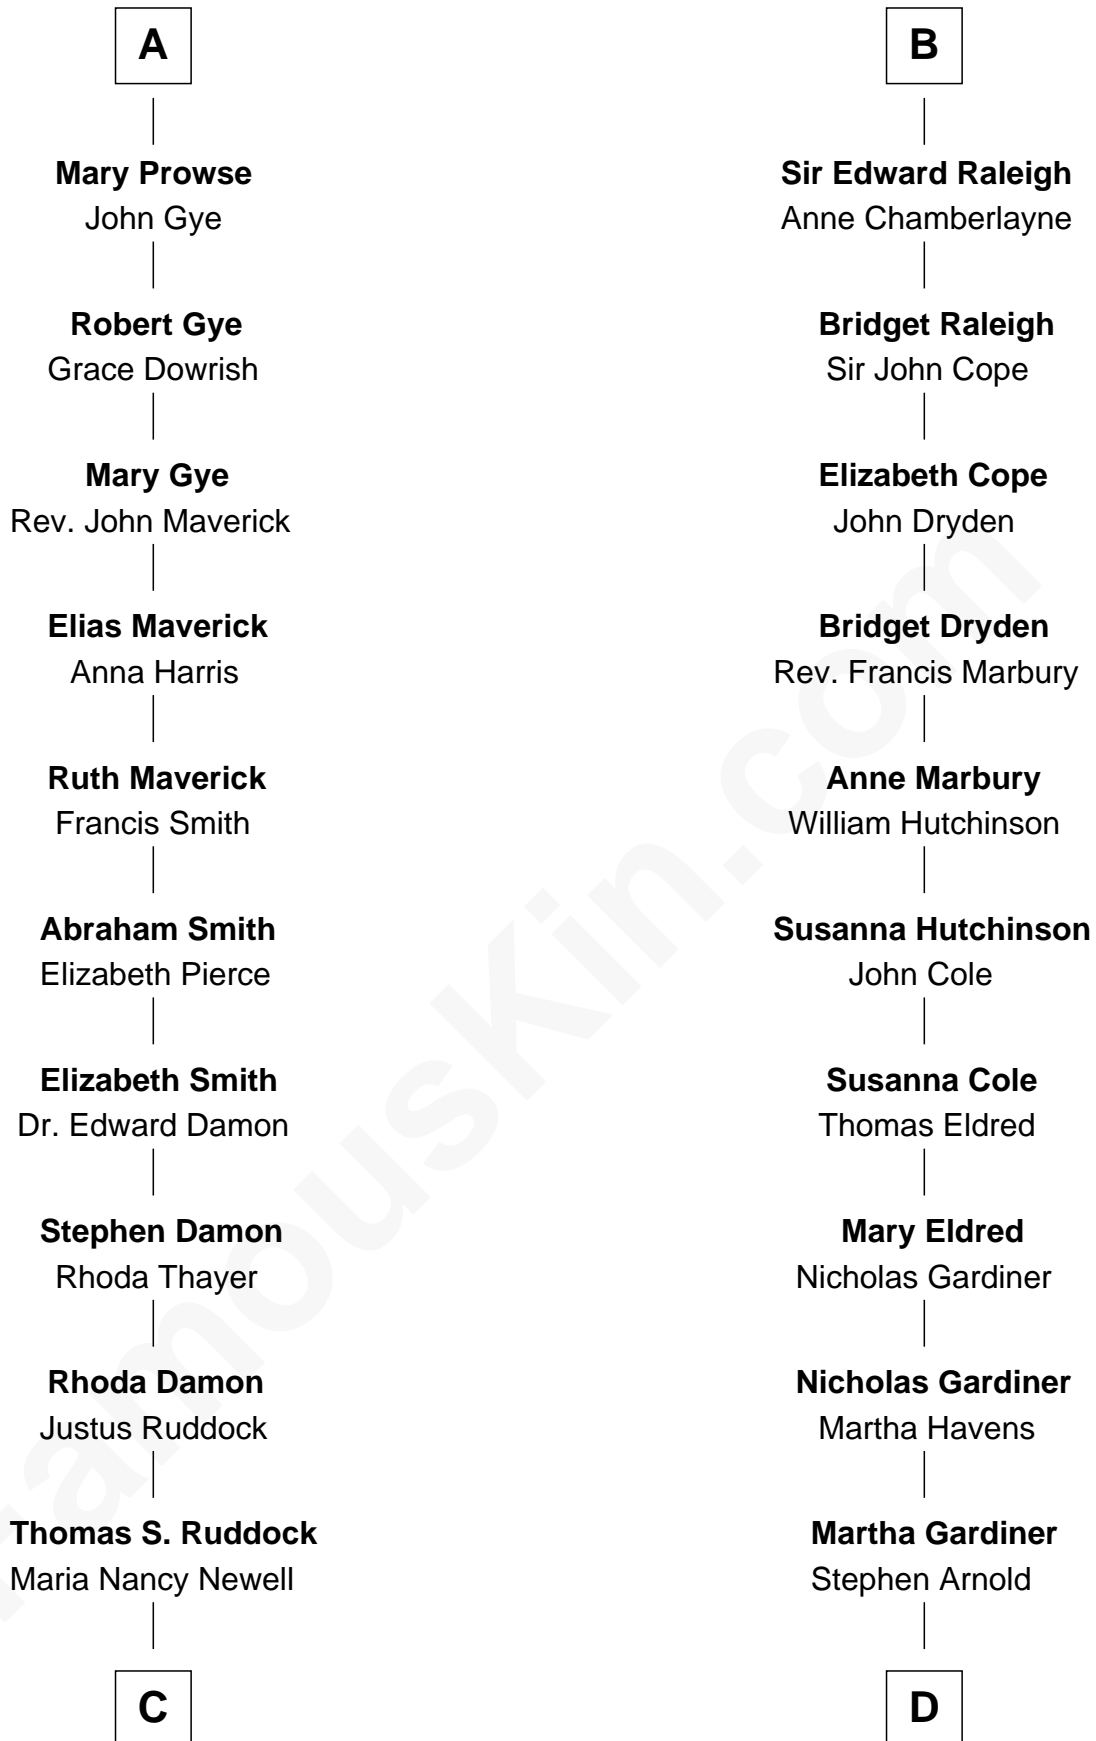 A
Mary Prowse
John Gye
Robert Gye
Grace Dowrish
Mary Gye
Rev. John Maverick
Elias Maverick
Anna Harris
Ruth Maverick
Francis Smith
Abraham Smith
Elizabeth Pierce
Elizabeth Smith
Dr. Edward Damon
Stephen Damon
Rhoda Thayer
Rhoda Damon
Justus Ruddock
Thomas S. Ruddock
Maria Nancy Newell
C
B
Sir Edward Raleigh
Anne Chamberlayne
Bridget Raleigh
Sir John Cope
Elizabeth Cope
John Dryden
Bridget Dryden
Rev. Francis Marbury
Anne Marbury
William Hutchinson
Susanna Hutchinson
John Cole
Susanna Cole
Thomas Eldred
Mary Eldred
Nicholas Gardiner
Nicholas Gardiner
Martha Havens
Martha Gardiner
Stephen Arnold
D
FamousKin.com